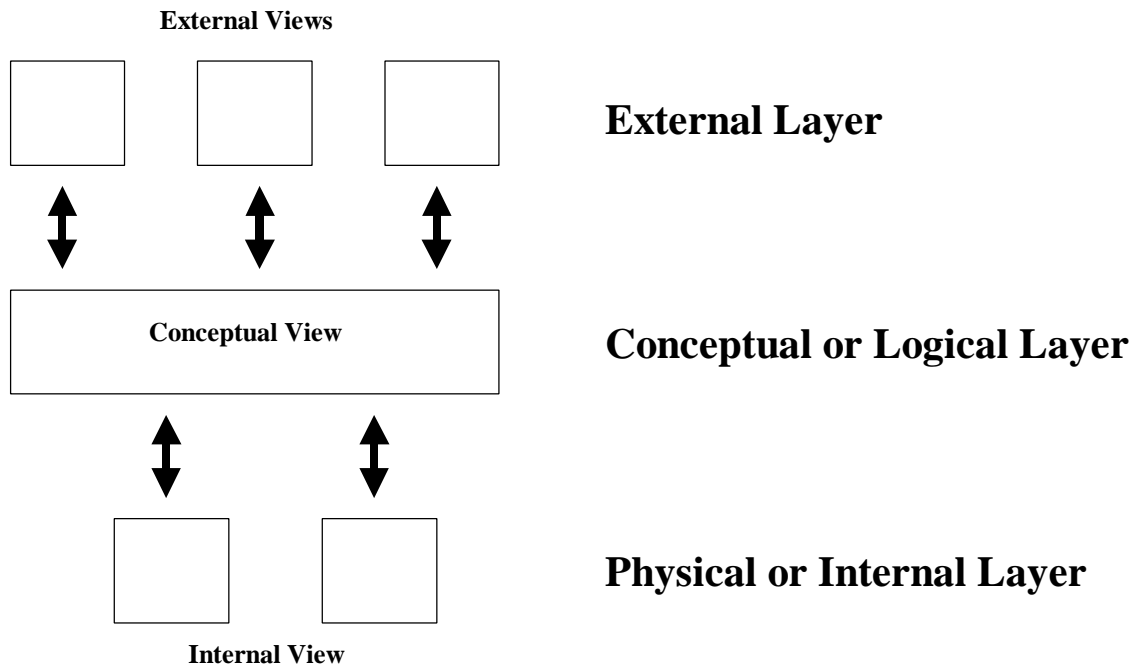 External Views
External Layer
Conceptual View
Conceptual or Logical Layer
Physical or Internal Layer
Internal View